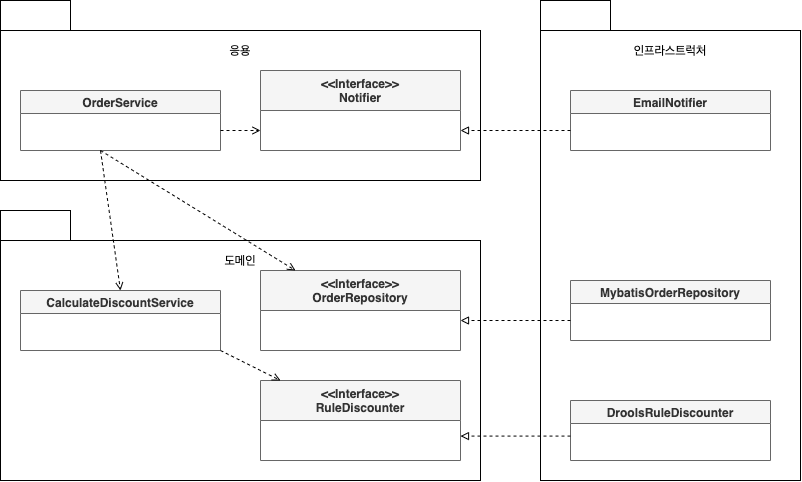 응용
인프라스트럭처
OrderService
<<Interface>>
Notifier
EmailNotifier
도메인
CalculateDiscountService
<<Interface>>
OrderRepository
MybatisOrderRepository
<<Interface>>
RuleDiscounter
DroolsRuleDiscounter